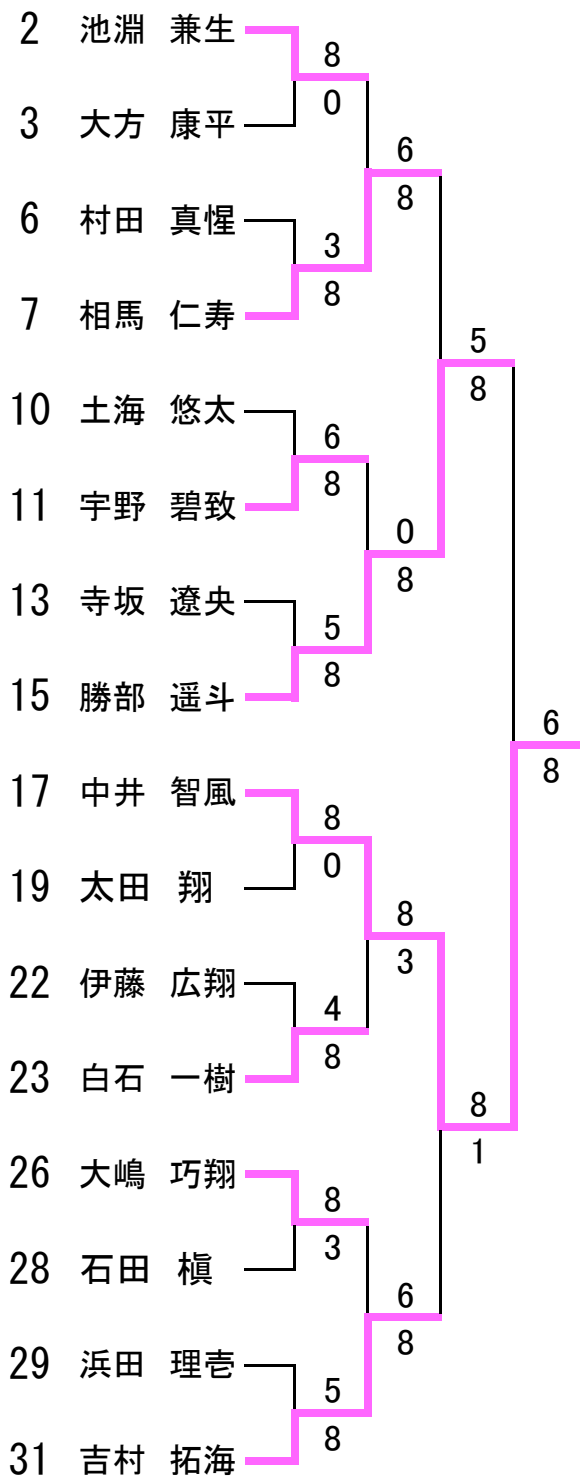 2 池淵 兼生
8
0
3 大方 康平
6
8
6 村田 真惺
3
8
7 相馬 仁寿
5
8
10 土海 悠太
6
8
11 宇野 碧致
0
8
13 寺坂 遼央
5
8
15 勝部 遥斗
6
8
17 中井 智風
8
0
19 太田 翔
8
3
22 伊藤 広翔
4
8
23 白石 一樹
8
1
26 大嶋 巧翔
8
3
28 石田 槇
6
8
29 浜田 理壱
5
8
31 吉村 拓海